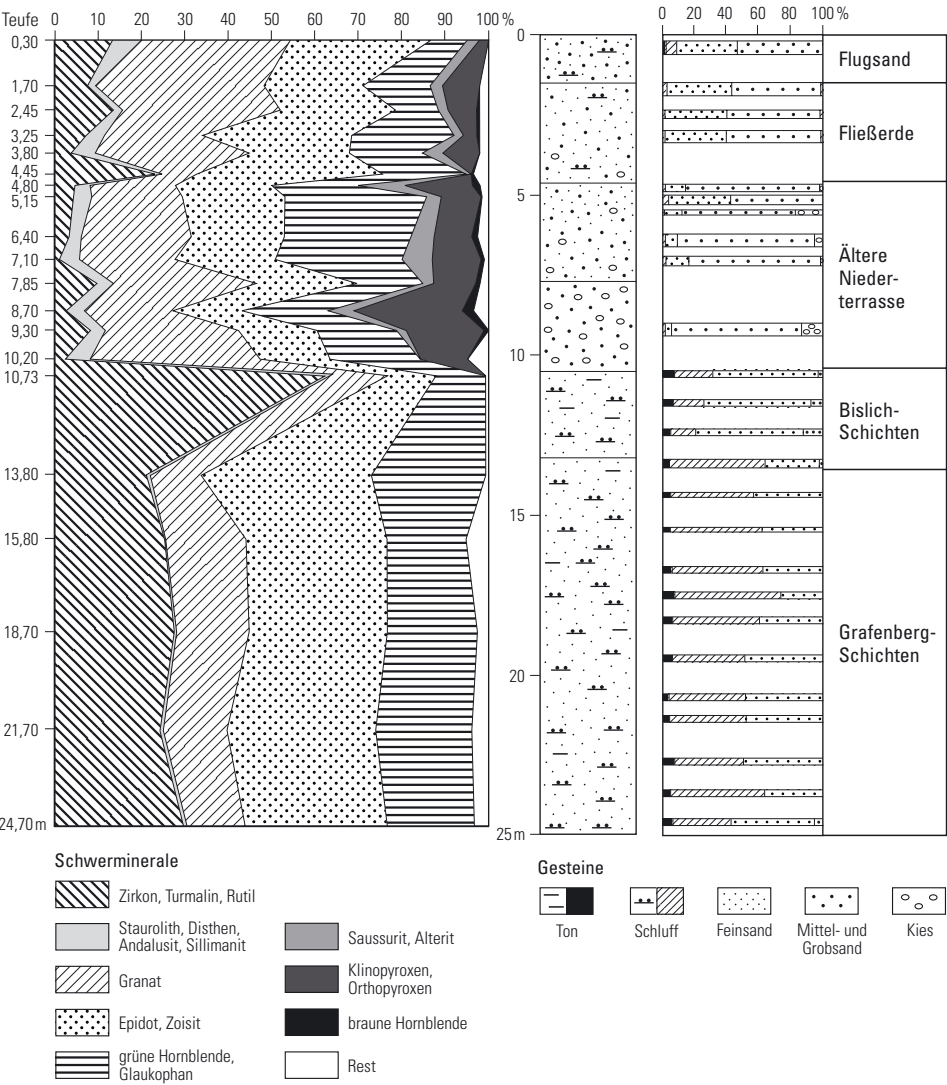 Teufe 0 10 20 30 40 50 60 70 80 90 100 %
0,30
1,70
2,45
3,25
3,80
4,45
4,80
5,15
6,40
7,10
7,85
8,70
9,30
10,20
10,73
13,80
15,80
18,70
21,70
24,70 m
0
5
10
15
20
25 m
0 20 40 60 80 100 %
Flugsand
Fließerde
Ältere
Nieder-
terrasse
Bislich-
Schichten
Grafenberg-
Schichten
Schwerminerale
Zirkon, Turmalin, Rutil
Staurolith, Disthen,
Andalusit, Sillimanit
Granat
Epidot, Zoisit
grüne Hornblende,
Glaukophan
Saussurit, Alterit
Klinopyroxen,
Orthopyroxen
braune Hornblende
Rest
Gesteine
Ton
Schluff
Feinsand
Mittel- und
Grobsand
Kies